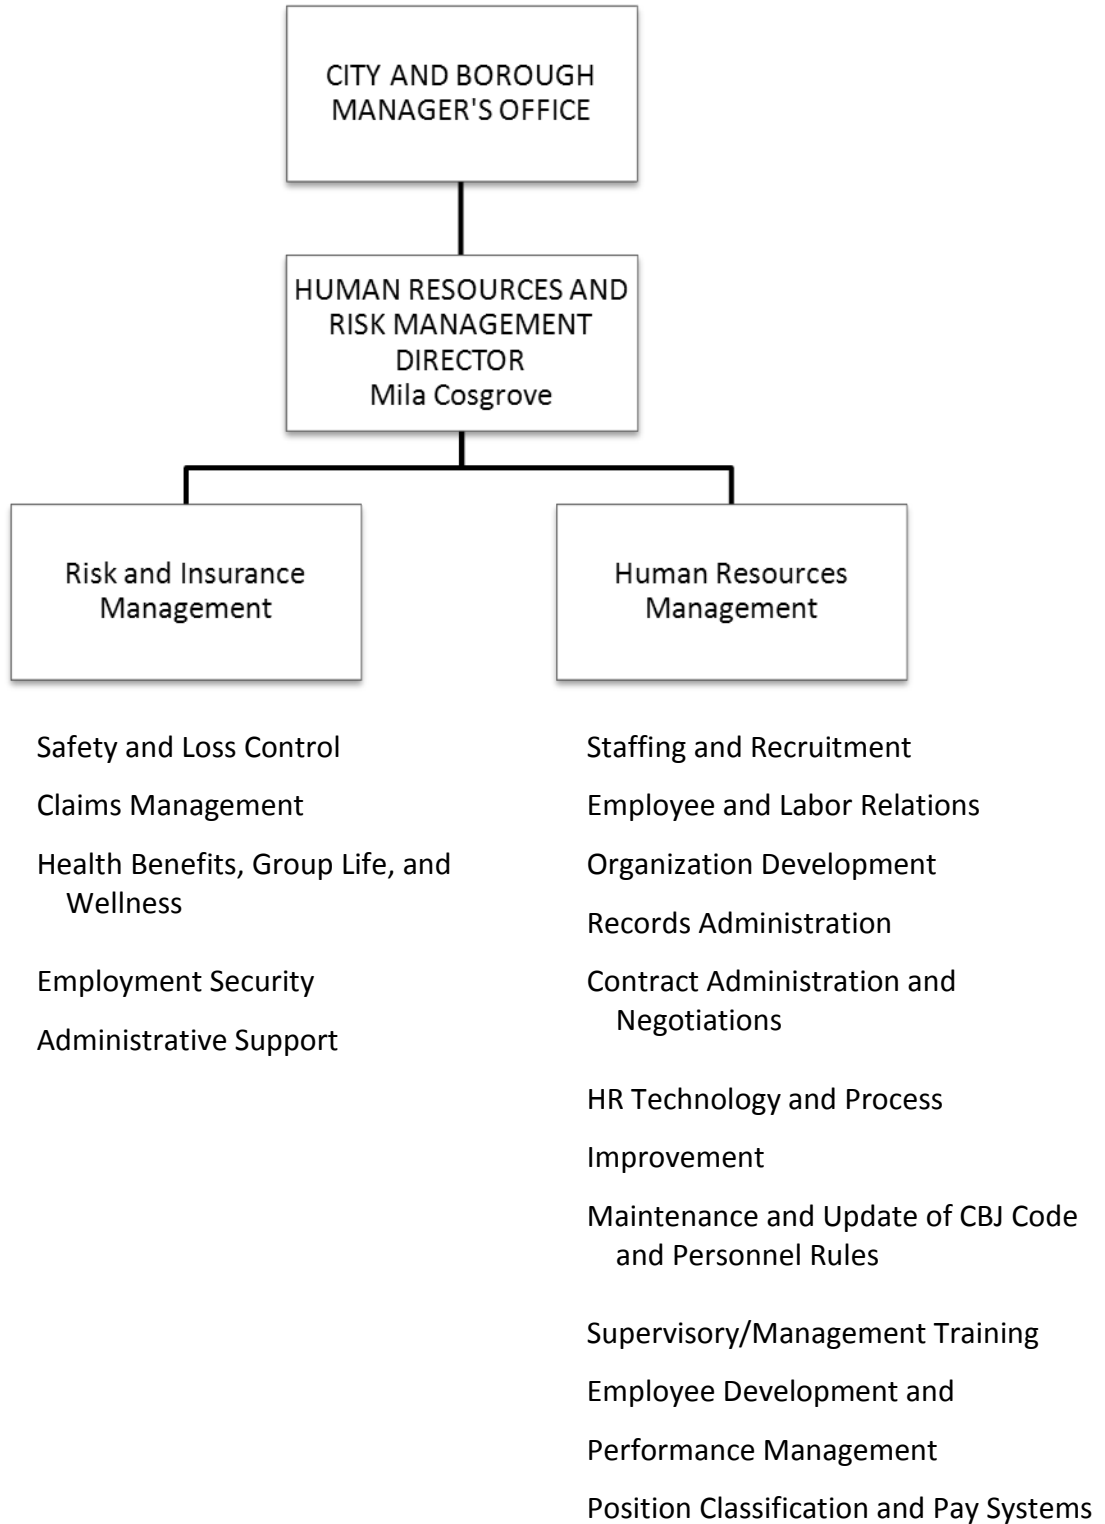 CITY AND BOROUGH
MANAGER'S OFFICE
HUMAN RESOURCES AND
RISK MANAGEMENT
DIRECTOR
Mila Cosgrove
Risk and Insurance
Management
Safety and Loss Control
Claims Management
Health Benefits, Group Life, and
Wellness
Employment Security
Administrative Support
Human Resources
Management
Staffing and Recruitment
Employee and Labor Relations
Organization Development
Records Administration
Contract Administration and
Negotiations
HR Technology and Process
Improvement
Maintenance and Update of CBJ Code
and Personnel Rules
Supervisory/Management Training
Employee Development and
Performance Management
Position Classification and Pay Systems